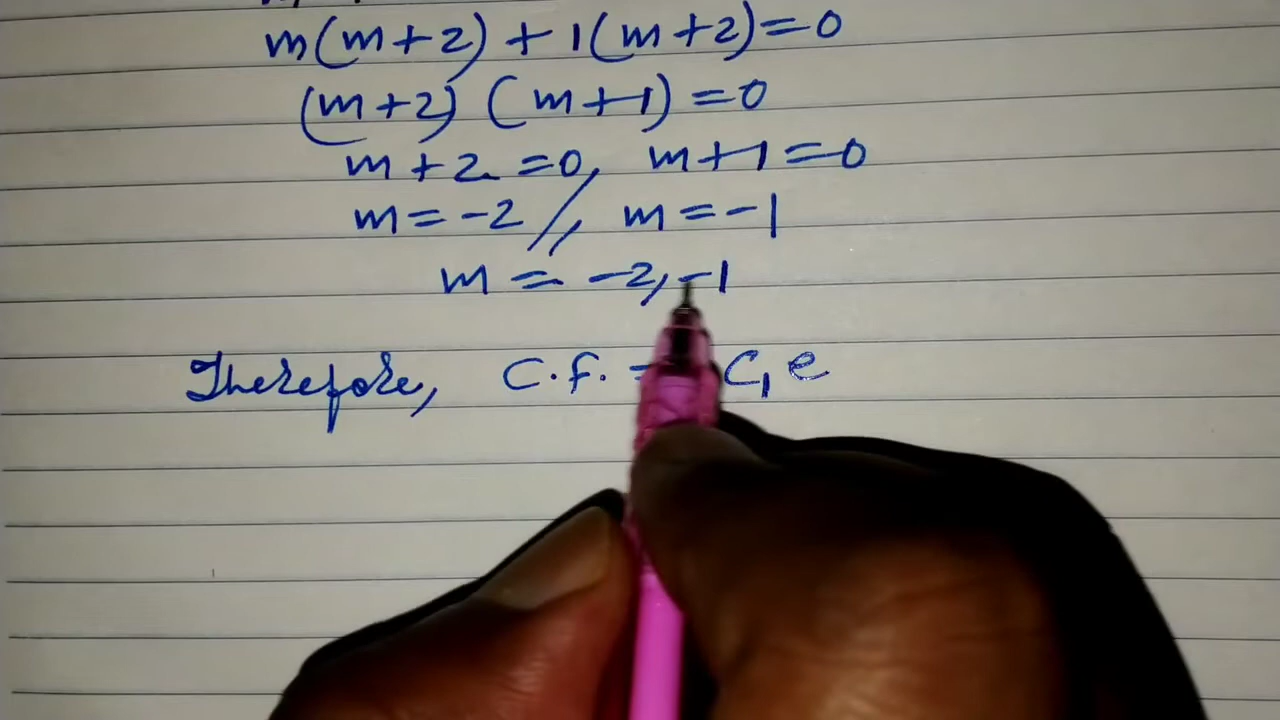 m(m+2) + 1(m+2)=0
(m+2) (m+1) =0
m+2 =0, m+1=0
m=-2 //, m=-1
m = -2,-1
Therefore, C.f. = C₁ e